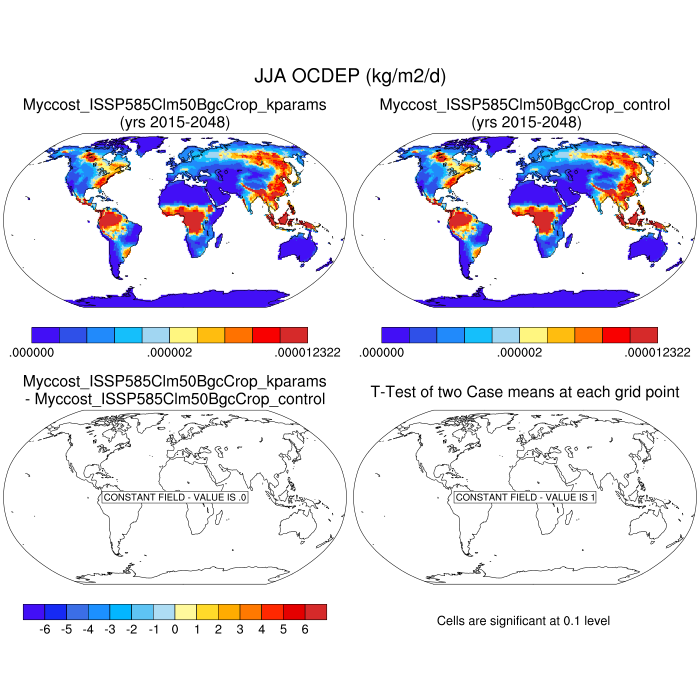 JJA OCDEP (kg/m2/d)
Myccost_ISSP585Clm50BgcCrop_kparams
(yrs 2015-2048)
Myccost_ISSP585Clm50BgcCrop_control
(yrs 2015-2048)
.000000 .000002 .000012322
.000000 .000002 .000012322
Myccost_ISSP585Clm50BgcCrop_kparams
- Myccost_ISSP585Clm50BgcCrop_control
T-Test of two Case means at each grid point
CONSTANT FIELD - VALUE IS .0
CONSTANT FIELD - VALUE IS 1
-6 -5 -4 -3 -2 -1 0 1 2 3 4 5 6
Cells are significant at 0.1 level